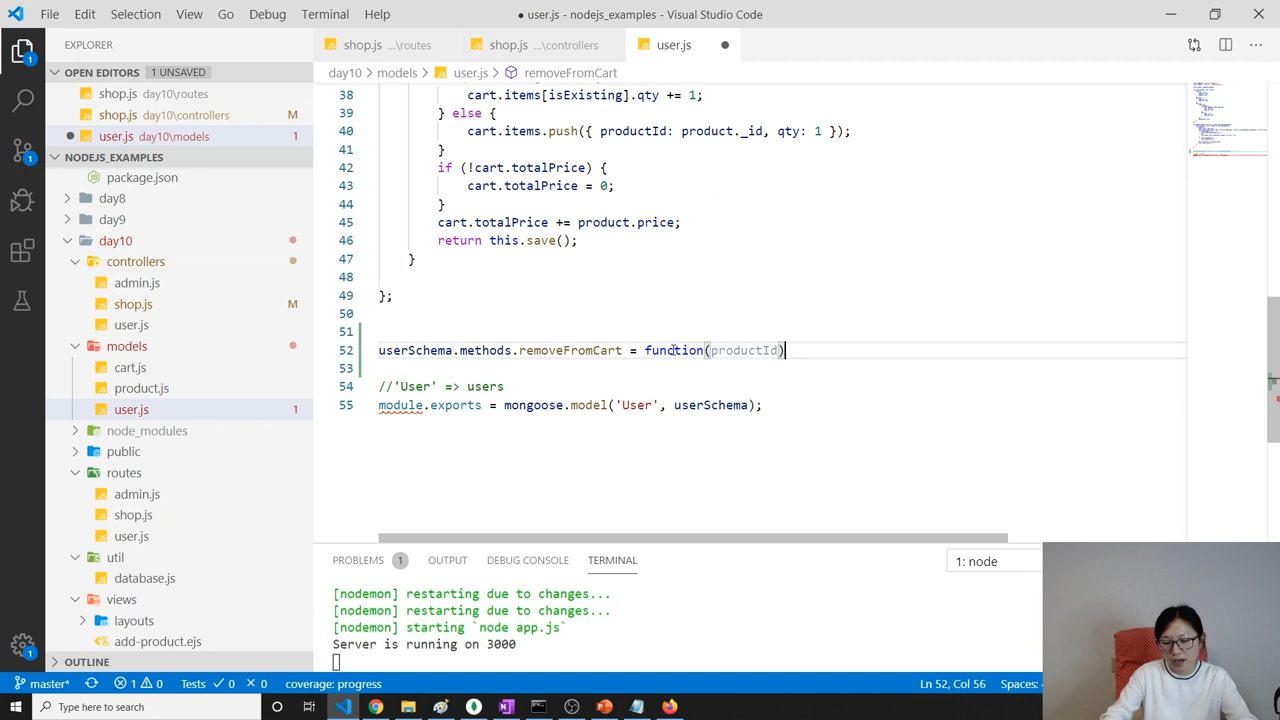 File Edit Selection View Go Debug Terminal Help
● user.js - nodejs_examples - Visual Studio Code
EXPLORER
OPEN EDITORS 1 UNSAVED
shop.js day10\routes
shop.js day10\controllers M
user.js day10\models 1
NODEJS_EXAMPLES
package.json
day8
day9
day10
controllers
admin.js
shop.js M
user.js
models
cart.js
product.js
user.js 1
node_modules
public
routes
admin.js
shop.js
user.js
util
database.js
views
layouts
add-product.ejs
OUTLINE
shop.js ...\routes
shop.js ...\controllers
user.js
day10 > models > user.js > removeFromCart
38 cart.items[isExisting].qty += 1;
39 } else {
40 cart.items.push({ productId: product._id, qty: 1 });
41 }
42 if (!cart.totalPrice) {
43 cart.totalPrice = 0;
44 }
45 cart.totalPrice += product.price;
46 return this.save();
47 }
48
49 };
50
51
52 userSchema.methods.removeFromCart = function(productId)
53
54 //'User' => users
55 module.exports = mongoose.model('User', userSchema);
PROBLEMS 1 OUTPUT DEBUG CONSOLE TERMINAL
1: node
[nodemon] restarting due to changes...
[nodemon] restarting due to changes...
[nodemon] starting `node app.js`
Server is running on 3000
master* 1 0 Tests 0 0 coverage: progress
Ln 52, Col 56 Spaces:
Type here to search